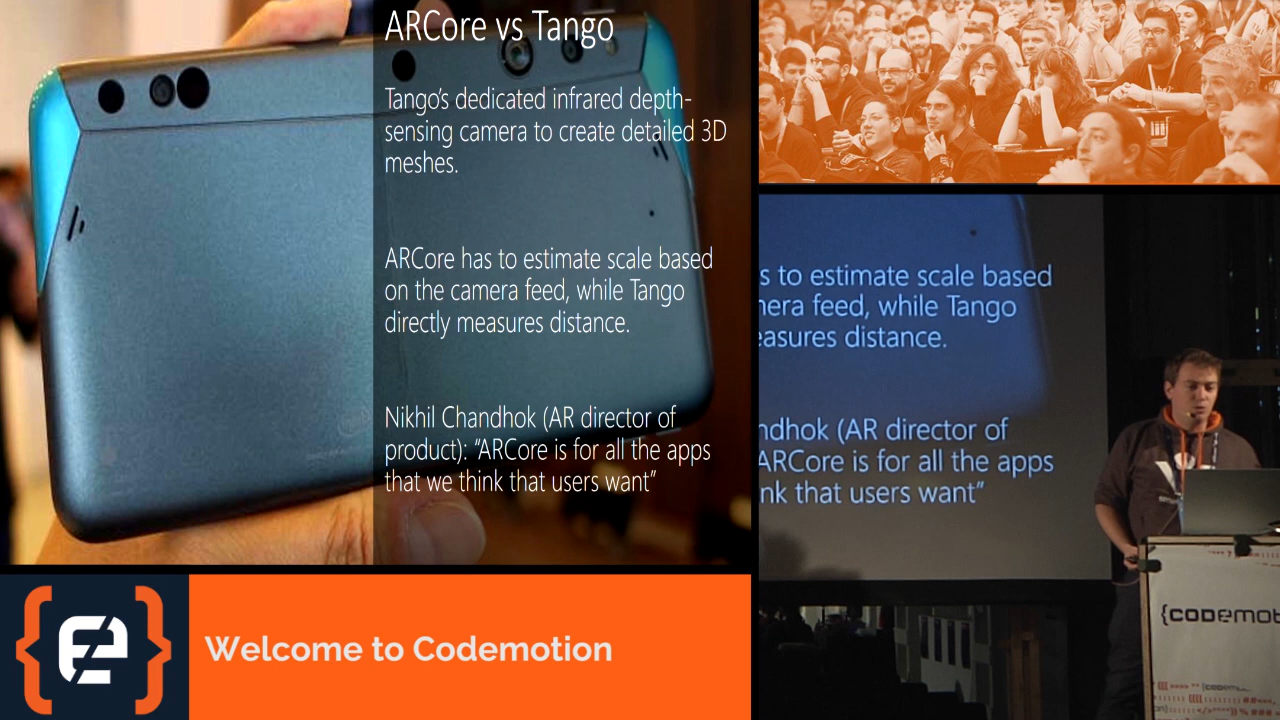 ARCore vs Tango
Tango's dedicated infrared depth-
sensing camera to create detailed 3D
meshes.
ARCore has to estimate scale based
on the camera feed, while Tango
directly measures distance.
Nikhil Chandhok (AR director of
product): "ARCore is for all the apps
that we think that users want"
s to estimate scale based
era feed, while Tango
easures distance.
ndhok (AR director of
ARCore is for all the apps
nk that users want"
{CODEMOT
Welcome to Codemotion